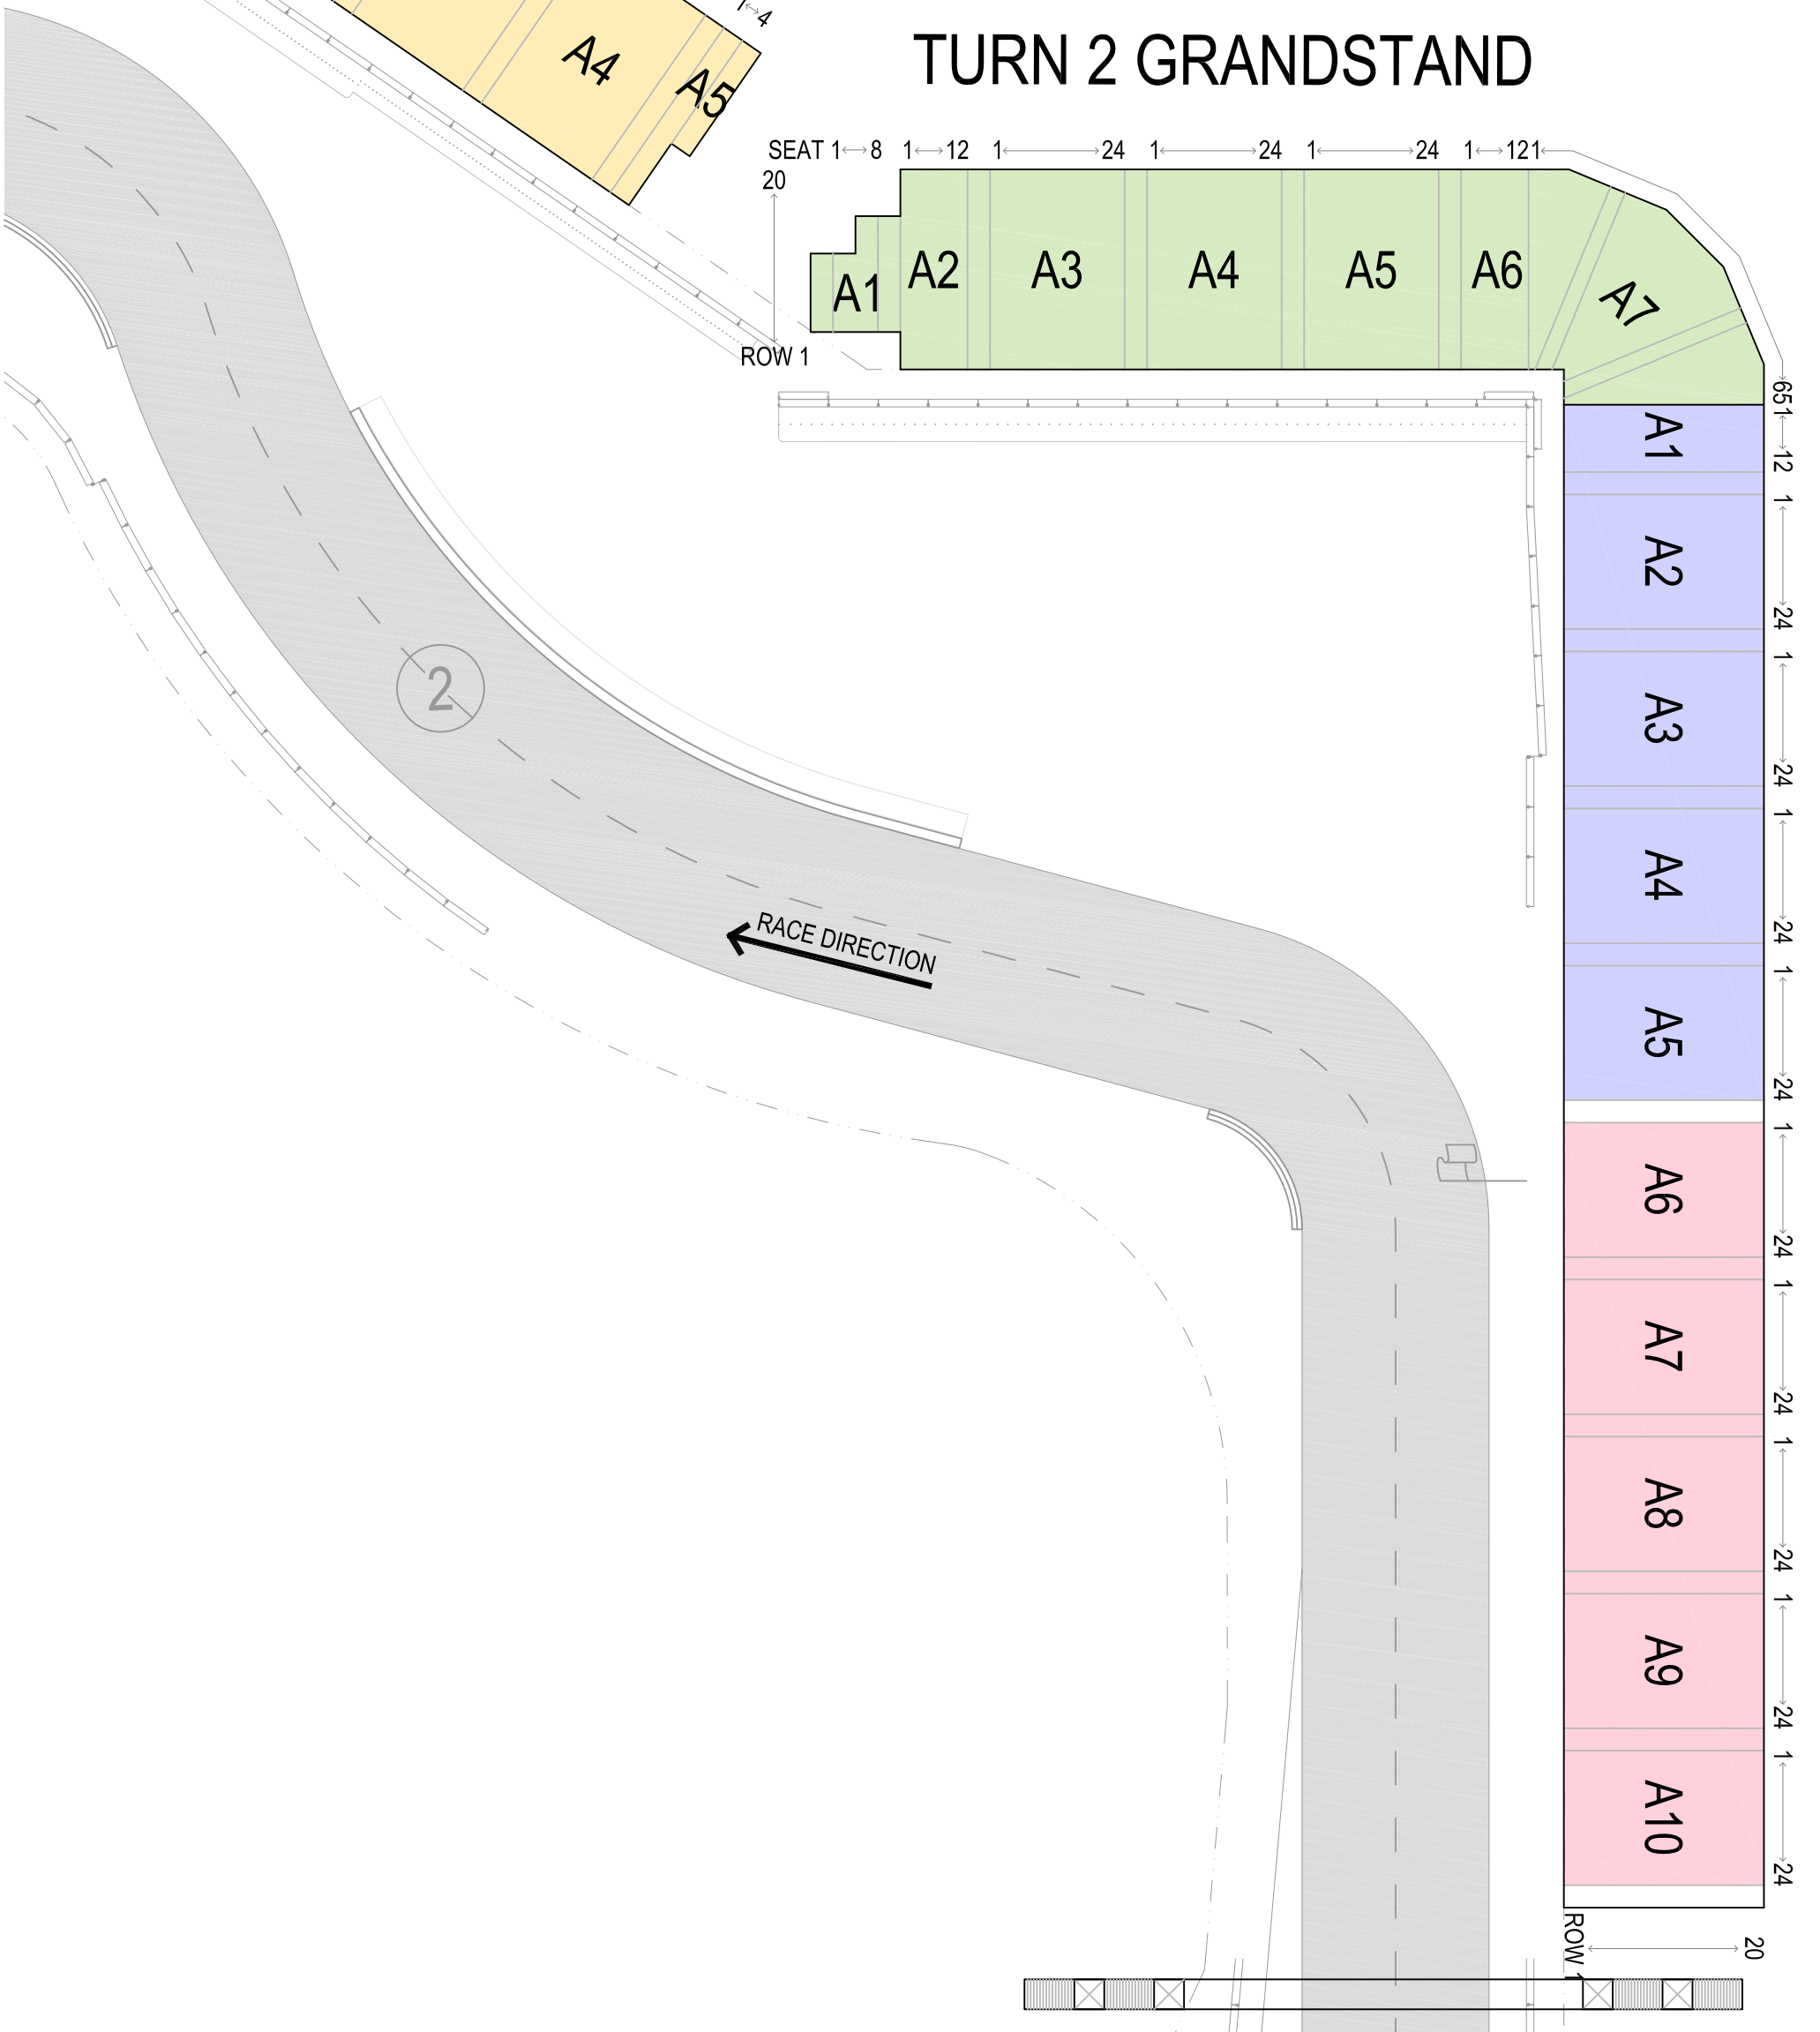 1 4
TURN 2 GRANDSTAND
A4
A5
SEAT 1 8 1 12 1 24 1 24 1 24 1 12 1
20
A1 A2 A3 A4 A5 A6 A7
ROW 1
65
1
A1
12
1
A2
24
1
A3
24
2
1
A4
24
RACE DIRECTION
1
A5
24
1
A6
24
1
A7
24
1
A8
24
1
A9
24
1
A10
24
ROW 1
20